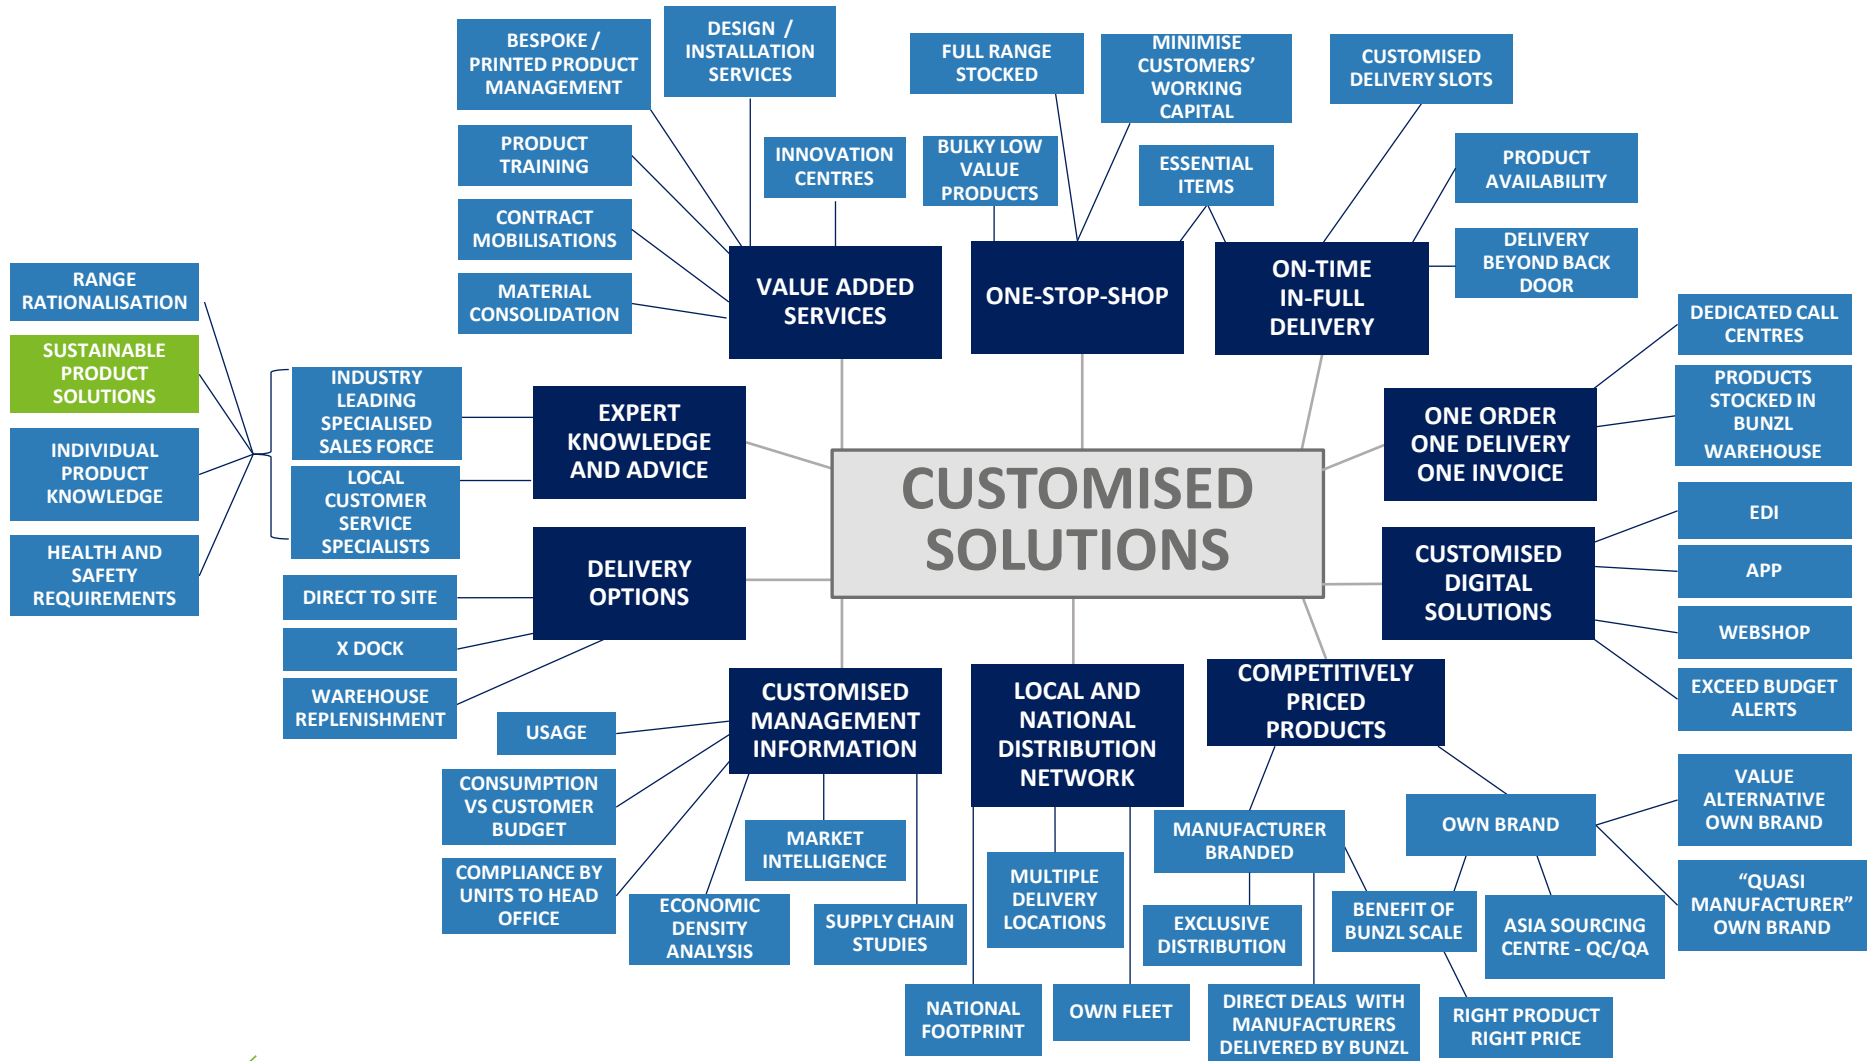 BESPOKE /
PRINTED PRODUCT
MANAGEMENT
DESIGN /
INSTALLATION
SERVICES
FULL RANGE
STOCKED
MINIMISE
CUSTOMERS'
WORKING
CAPITAL
CUSTOMISED
DELIVERY SLOTS
PRODUCT
TRAINING
INNOVATION
CENTRES
BULKY LOW
VALUE
PRODUCTS
ESSENTIAL
ITEMS
PRODUCT
AVAILABILITY
CONTRACT
MOBILISATIONS
DELIVERY
BEYOND BACK
DOOR
MATERIAL
CONSOLIDATION
VALUE ADDED
SERVICES
ONE-STOP-SHOP
ON-TIME
IN-FULL
DELIVERY
RANGE
RATIONALISATION
SUSTAINABLE
PRODUCT
SOLUTIONS
INDIVIDUAL
PRODUCT
KNOWLEDGE
HEALTH AND
SAFETY
REQUIREMENTS
INDUSTRY
LEADING
SPECIALISED
SALES FORCE
LOCAL
CUSTOMER
SERVICE
SPECIALISTS
EXPERT
KNOWLEDGE
AND ADVICE
CUSTOMISED
SOLUTIONS
ONE ORDER
ONE DELIVERY
ONE INVOICE
DEDICATED CALL
CENTRES
PRODUCTS
STOCKED IN
BUNZL
WAREHOUSE
DELIVERY
OPTIONS
DIRECT TO SITE
X DOCK
WAREHOUSE
REPLENISHMENT
CUSTOMISED
DIGITAL
SOLUTIONS
EDI
APP
WEBSHOP
EXCEED BUDGET
ALERTS
CUSTOMISED
MANAGEMENT
INFORMATION
LOCAL AND
NATIONAL
DISTRIBUTION
NETWORK
COMPETITIVELY
PRICED
PRODUCTS
USAGE
CONSUMPTION
VS CUSTOMER
BUDGET
COMPLIANCE BY
UNITS TO HEAD
OFFICE
ECONOMIC
DENSITY
ANALYSIS
MARKET
INTELLIGENCE
SUPPLY CHAIN
STUDIES
MULTIPLE
DELIVERY
LOCATIONS
NATIONAL
FOOTPRINT
OWN FLEET
MANUFACTURER
BRANDED
EXCLUSIVE
DISTRIBUTION
DIRECT DEALS WITH
MANUFACTURERS
DELIVERED BY BUNZL
OWN BRAND
BENEFIT OF
BUNZL SCALE
ASIA SOURCING
CENTRE - QC/QA
RIGHT PRODUCT
RIGHT PRICE
VALUE
ALTERNATIVE
OWN BRAND
“QUASI
MANUFACTURER”
OWN BRAND